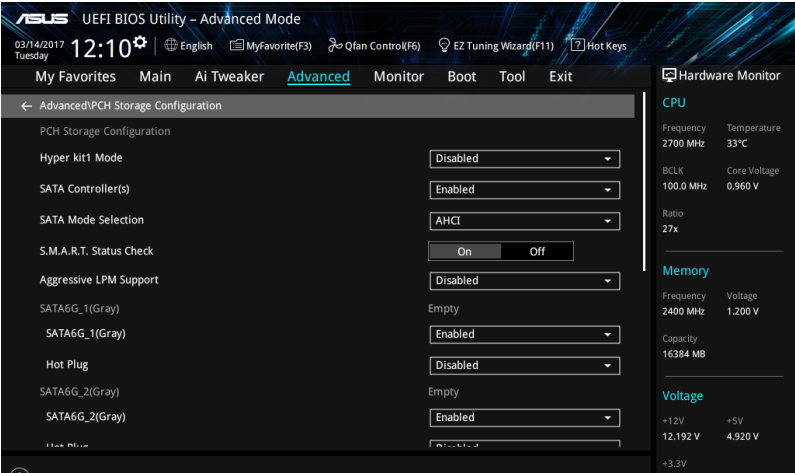 ASUS UEFI BIOS Utility – Advanced Mode
03/14/2017
Tuesday
12:10
English
MyFavorite(F3)
Qfan Control(F6)
EZ Tuning Wizard(F11)
? Hot Keys
My Favorites Main Ai Tweaker Advanced Monitor Boot Tool Exit
← Advanced\PCH Storage Configuration
PCH Storage Configuration
Hyper kit1 Mode Disabled
SATA Controller(s) Enabled
SATA Mode Selection AHCI
S.M.A.R.T. Status Check On Off
Aggressive LPM Support Disabled
SATA6G_1(Gray) Empty
SATA6G_1(Gray) Enabled
Hot Plug Disabled
SATA6G_2(Gray) Empty
SATA6G_2(Gray) Enabled
Hot Plug Disabled
Hardware Monitor
CPU
Frequency Temperature
2700 MHz 33°C
BCLK Core Voltage
100.0 MHz 0.960 V
Ratio
27x
Memory
Frequency Voltage
2400 MHz 1.200 V
Capacity
16384 MB
Voltage
+12V +5V
12.192 V 4.920 V
+3.3V